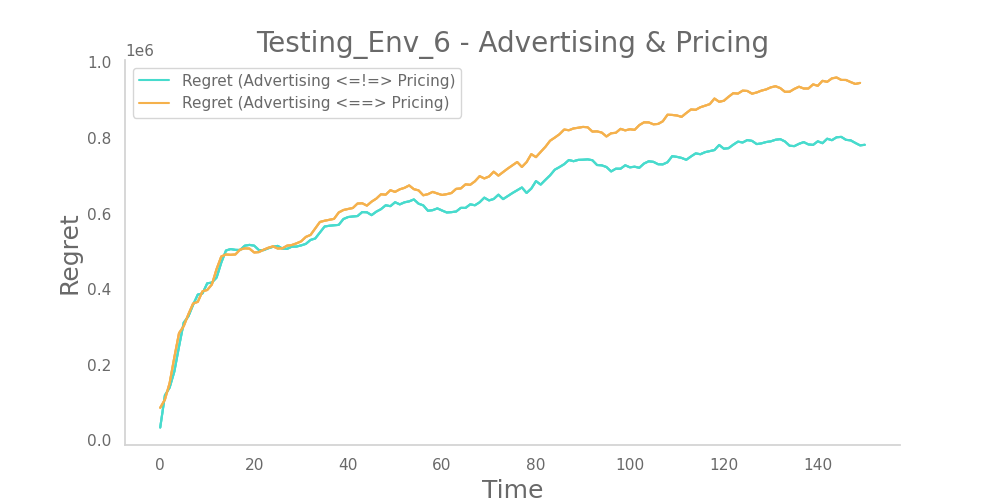 Testing_Env_6 - Advertising & Pricing
1e6
Regret (Advertising <=!=> Pricing)
Regret (Advertising <==> Pricing)
1.0
0.8
0.6
0.4
0.2
0.0
Regret
0 20 40 60 80 100 120 140
Time